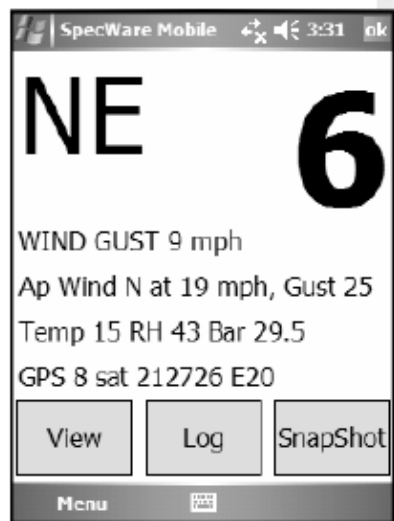 SpecWare Mobile 3:31 ok
NE 6
WIND GUST 9 mph
Ap Wind N at 19 mph, Gust 25
Temp 15 RH 43 Bar 29.5
GPS 8 sat 212726 E20
View Log SnapShot
Menu